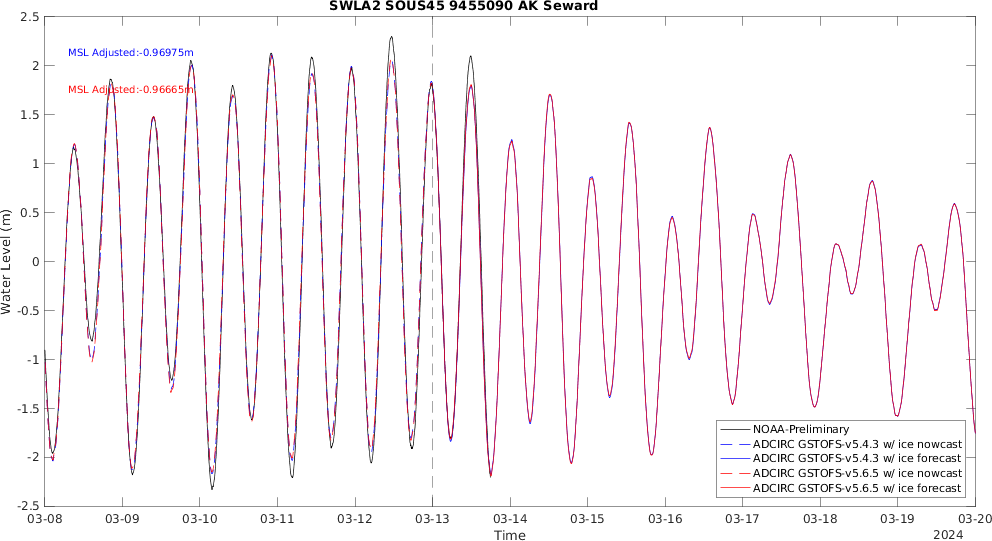 SWLA2 SOUS45 9455090 AK Seward
MSL Adjusted:-0.96975m
MSL Adjusted:-0.96665m
Water Level (m)
2.5
2
1.5
1
0.5
0
-0.5
-1
-1.5
-2
-2.5
NOAA-Preliminary
ADCIRC GSTOFS-v5.4.3 w/ ice nowcast
ADCIRC GSTOFS-v5.4.3 w/ ice forecast
ADCIRC GSTOFS-v5.6.5 w/ ice nowcast
ADCIRC GSTOFS-v5.6.5 w/ ice forecast
03-08 03-09 03-10 03-11 03-12 03-13 03-14 03-15 03-16 03-17 03-18 03-19 03-20
Time
2024